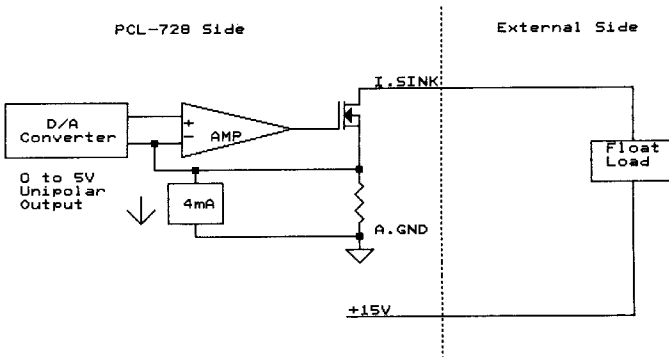 PCL-728 Side
External Side
I.SINK
D/A
Converter
+
-
AMP
Float
Load
0 to 5V
Unipolar
Output
4mA
A.GND
+15V